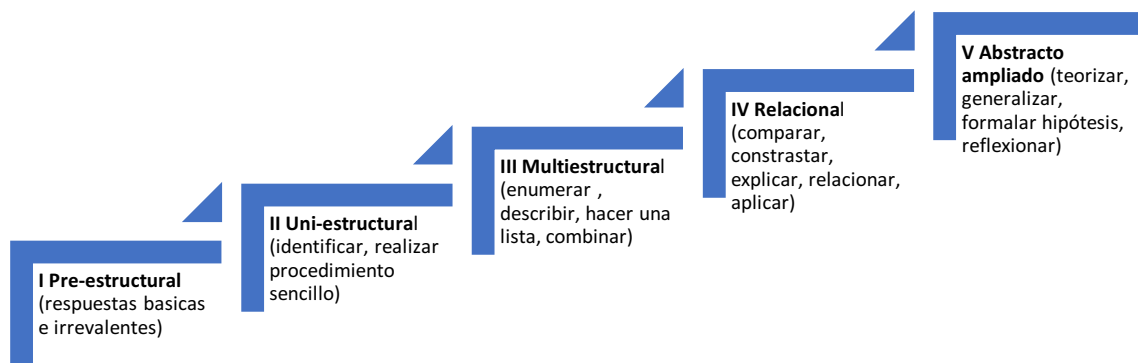 I Pre-estructural
(respuestas basicas
e irrevalentes)
II Uni-estructural
(identificar, realizar
procedimiento
sencillo)
III Multiestructural
(enumerar ,
describir, hacer una
lista, combinar)
IV Relacional
(comparar,
constrastar,
explicar, relacionar,
aplicar)
V Abstracto
ampliado (teorizar,
generalizar,
formalar hipótesis,
reflexionar)